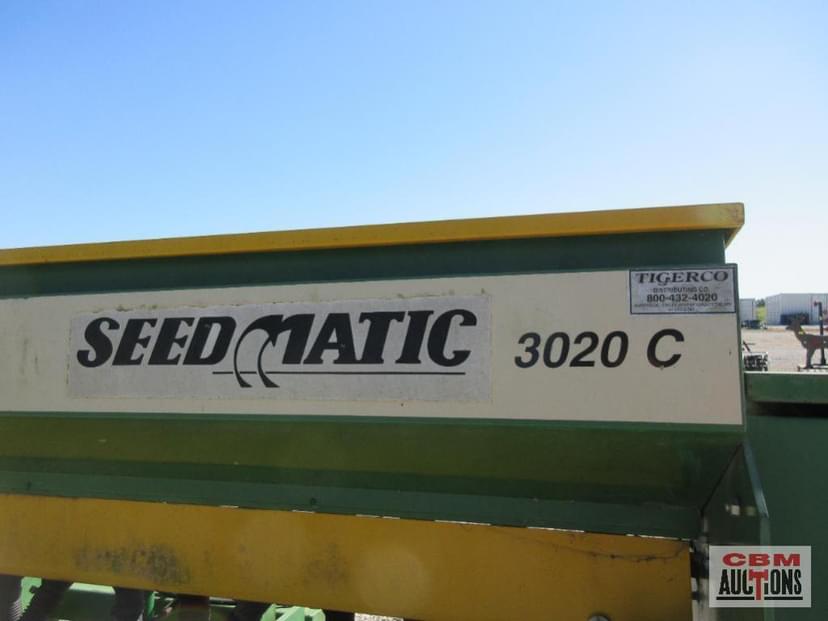 TIGERCO
DISTRIBUTING CO.
800-432-4020
SEEDMATIC 3020 C
CBM
AUCTIONS